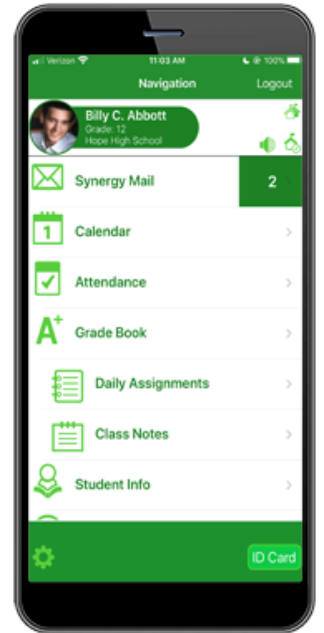 Verizon 11:03 AM 100%
Navigation Logout
Billy C. Abbott
Grade: 12
Hope High School
Synergy Mail 2
1 Calendar
Attendance
A+ Grade Book
Daily Assignments
Class Notes
Student Info
ID Card